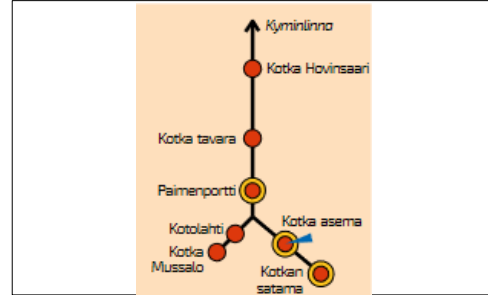 Kyminlinna
Kotka Hovinsaari
Kotka tavara
Paimenportti
Kotolahti
Kotka asema
Kotka
Mussalo
Kotkan
satama